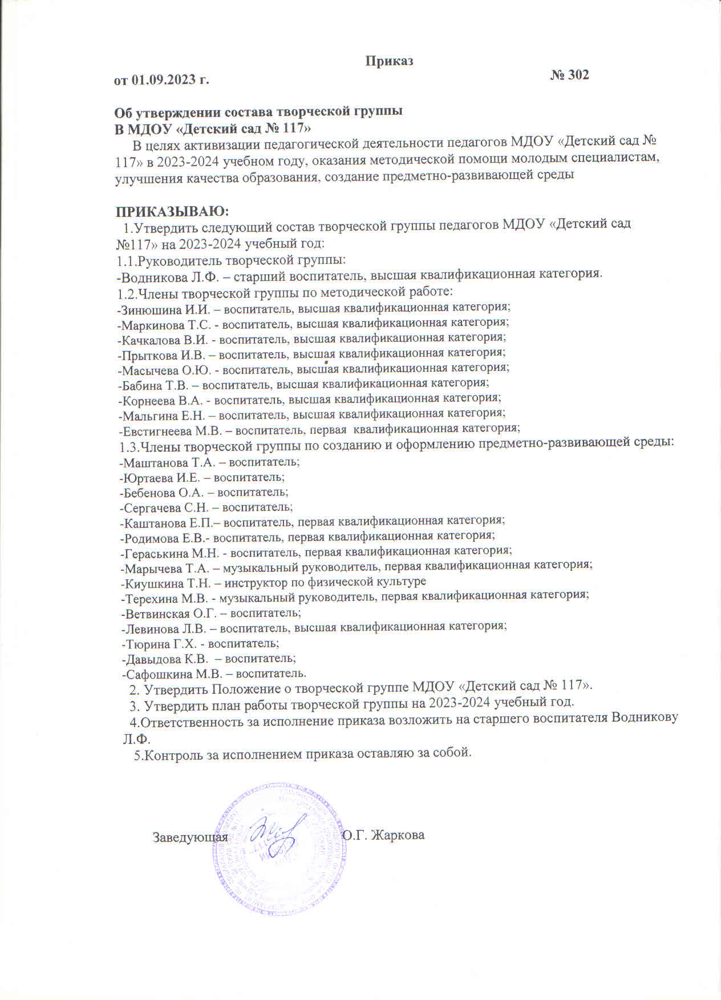 Приказ
от 01.09.2023 г. № 302
Об утверждении состава творческой группы
В МДОУ «Детский сад № 117»
В целях активизации педагогической деятельности педагогов МДОУ «Детский сад №
117» в 2023-2024 учебном году, оказания методической помощи молодым специалистам,
улучшения качества образования, создание предметно-развивающей среды
ПРИКАЗЫВАЮ:
1.Утвердить следующий состав творческой группы педагогов МДОУ «Детский сад
№117» на 2023-2024 учебный год:
1.1.Руководитель творческой группы:
-Водникова Л.Ф. – старший воспитатель, высшая квалификационная категория.
1.2.Члены творческой группы по методической работе:
-Зинюшина И.И. – воспитатель, высшая квалификационная категория;
-Маркинова Т.С. - воспитатель, высшая квалификационная категория;
-Качкалова В.И. - воспитатель, высшая квалификационная категория;
-Прыткова И.В. – воспитатель, высшая квалификационная категория;
-Масычева О.Ю. - воспитатель, высшая квалификационная категория;
-Бабина Т.В. – воспитатель, высшая квалификационная категория;
-Корнеева В.А. - воспитатель, высшая квалификационная категория;
-Мальгина Е.Н. – воспитатель, высшая квалификационная категория;
-Евстигнеева М.В. – воспитатель, первая квалификационная категория;
1.3.Члены творческой группы по созданию и оформлению предметно-развивающей среды:
-Маштанова Т.А. – воспитатель;
-Юртаева И.Е. – воспитатель;
-Бебенова О.А. – воспитатель;
-Сергачева С.Н. – воспитатель;
-Каштанова Е.П.– воспитатель, первая квалификационная категория;
-Родимова Е.В.- воспитатель, первая квалификационная категория;
-Гераськина М.Н. - воспитатель, первая квалификационная категория;
-Марычева Т.А. – музыкальный руководитель, первая квалификационная категория;
-Киушкина Т.Н. – инструктор по физической культуре
-Терехина М.В. - музыкальный руководитель, первая квалификационная категория;
-Ветвинская О.Г. – воспитатель;
-Левинова Л.В. – воспитатель, высшая квалификационная категория;
-Тюрина Г.Х. - воспитатель;
-Давыдова К.В. – воспитатель;
-Сафошкина М.В. – воспитатель.
2. Утвердить Положение о творческой группе МДОУ «Детский сад № 117».
3. Утвердить план работы творческой группы на 2023-2024 учебный год.
4.Ответственность за исполнение приказа возложить на старшего воспитателя Водникову
Л.Ф.
5.Контроль за исполнением приказа оставляю за собой.
Заведующая О.Г. Жаркова